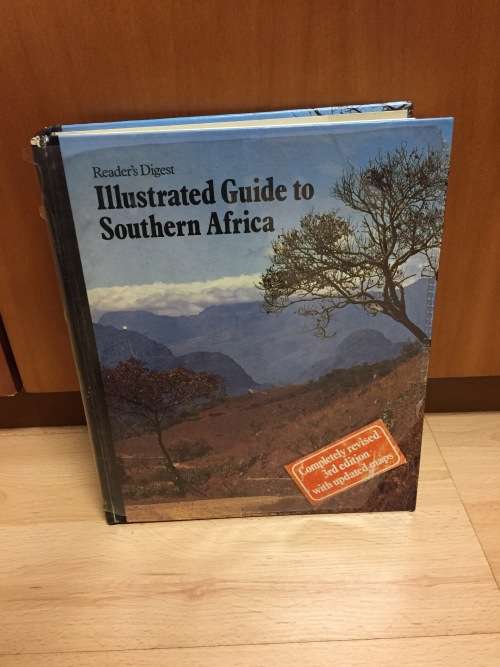 Reader's Digest
Illustrated Guide to
Southern Africa
Completely revised
3rd edition
with updated maps